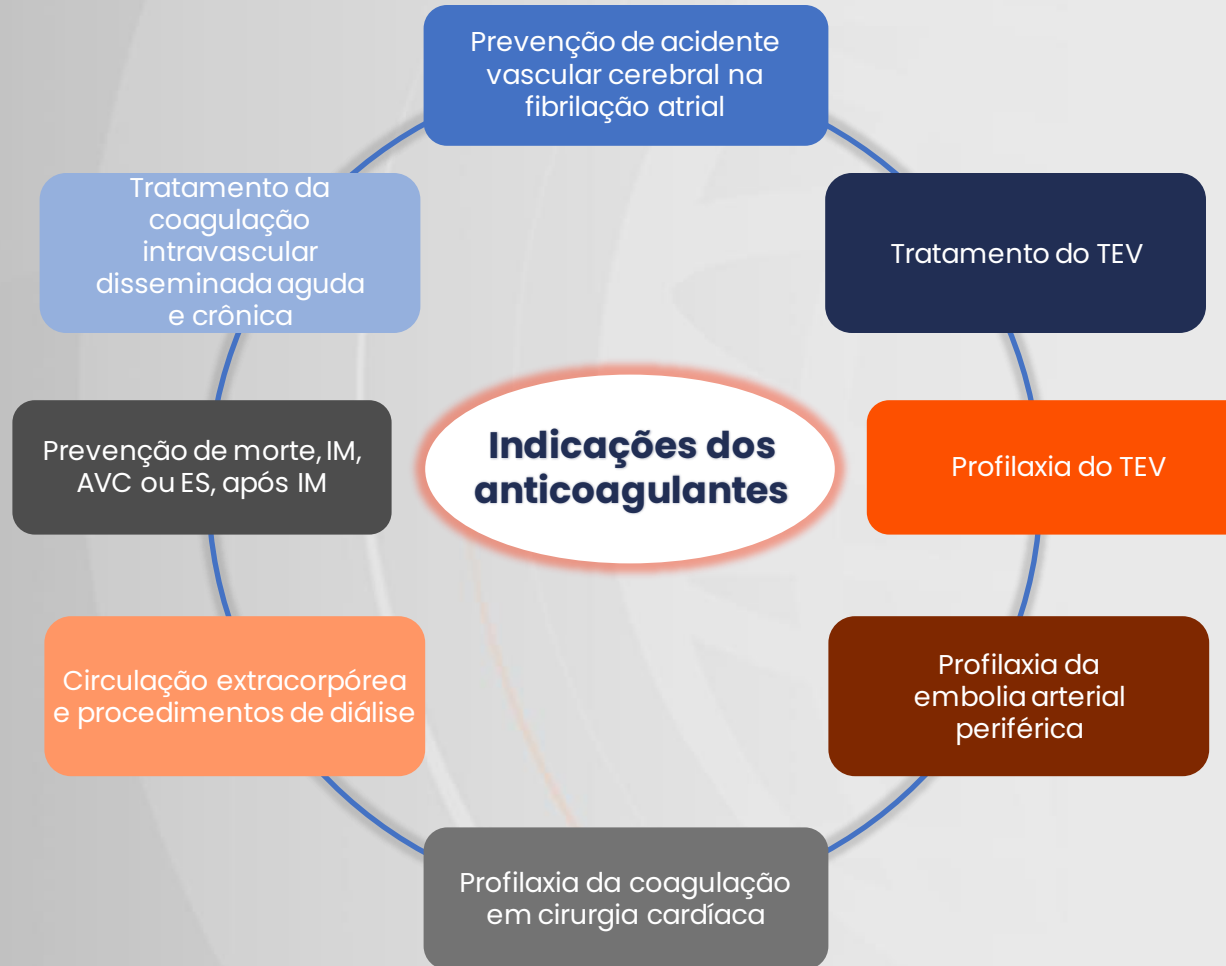 Prevenção de acidente
vascular cerebral na
fibrilação atrial
Tratamento do TEV
Profilaxia do TEV
Profilaxia da
embolia arterial
periférica
Profilaxia da coagulação
em cirurgia cardíaca
Circulação extracorpórea
e procedimentos de diálise
Prevenção de morte, IM,
AVC ou ES, após IM
Tratamento da
coagulação
intravascular
disseminada aguda
e crônica
Indicações dos
anticoagulantes